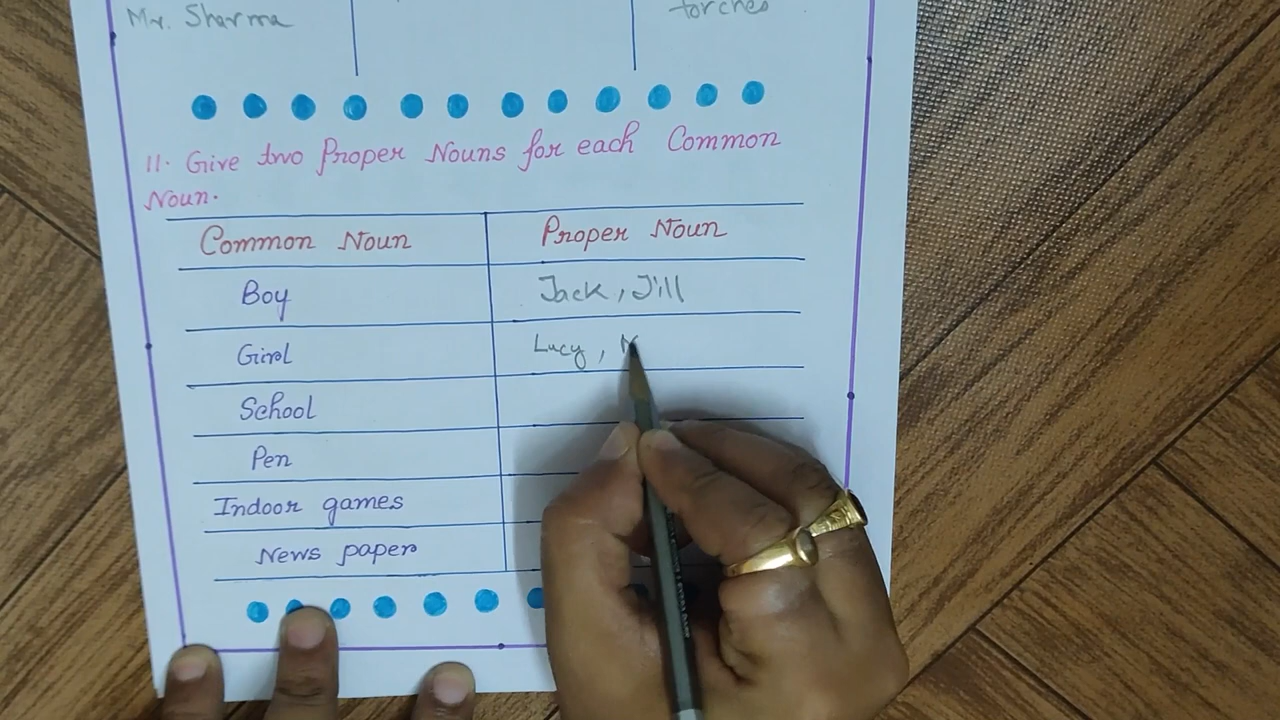 Mr. Sharma
torches
II. Give two Proper Nouns for each Common
Noun.
Common Noun Proper Noun
Boy Jack, Jill
Girl Lucy,
School
Pen
Indoor games
News paper